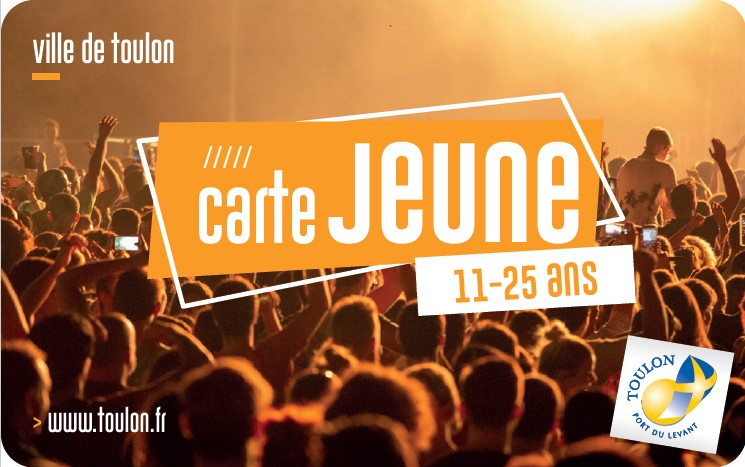 ville de toulon
///// 
carte Jeune
11-25 ans
> www.toulon.fr
TOULON
PORT DU LEVANT